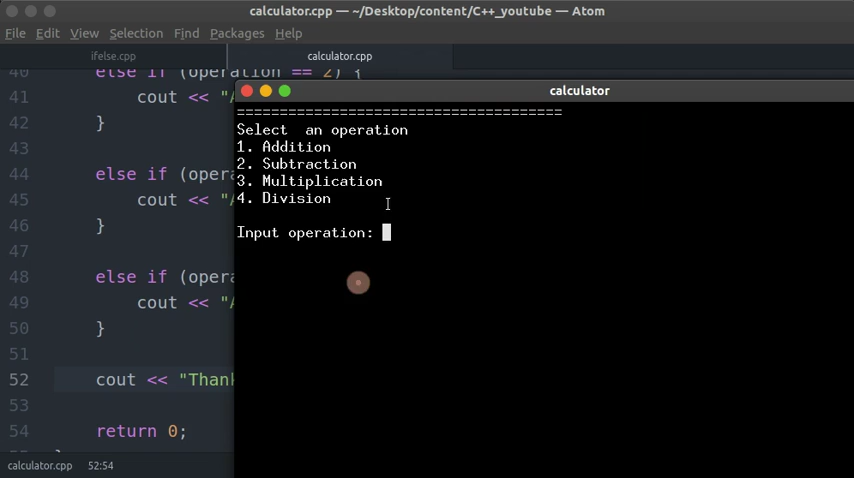 calculator.cpp — ~/Desktop/content/C++_youtube — Atom
File Edit View Selection Find Packages Help
ifelse.cpp calculator.cpp
40 else if (operation == 2) {
41 cout << "A
42 }
43
44 else if (opera
45 cout << "A
46 }
47
48 else if (opera
49 cout << "A
50 }
51
52 cout << "Thank
53
54 return 0;
calculator.cpp 52:54
calculator
======================================
Select an operation
1. Addition
2. Subtraction
3. Multiplication
4. Division
Input operation: